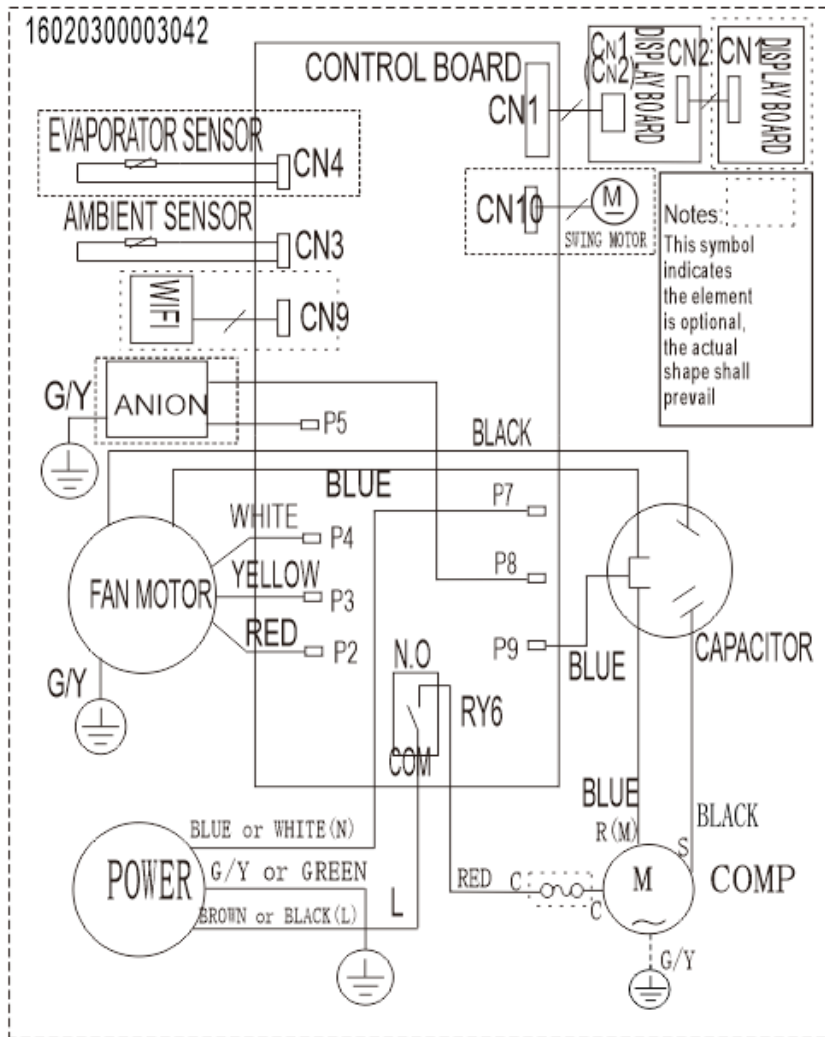 16020300003042
CONTROL BOARD
CN1
CN1
(CN2)
DISPLAY BOARD
CN2
CN1
DISPLAY BOARD
EVAPORATOR SENSOR
CN4
AMBIENT SENSOR
CN3
WIFI
CN9
CN10
M
SWING MOTOR
Notes:
This symbol
indicates
the element
is optional,
the actual
shape shall
prevail
G/Y
ANION
P5
BLACK
BLUE
WHITE
P4
P7
FAN MOTOR
YELLOW
P3
P8
RED
P2
P9
BLUE
CAPACITOR
G/Y
N.O
RY6
COM
BLUE
R(M)
BLACK
S
POWER
BLUE or WHITE(N)
G/Y or GREEN
BROWN or BLACK(L)
L
RED
C
C
M
COMP
G/Y